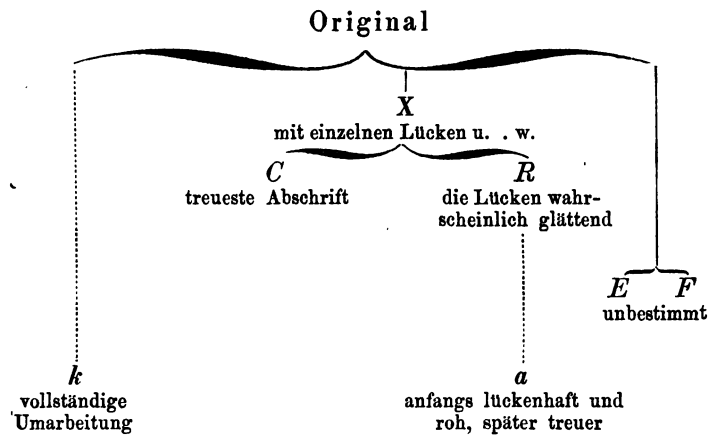 Original
X
mit einzelnen Lücken u. . w.
C
R
treueste Abschrift
die Lücken wahr-
scheinlich glättend
E F
unbestimmt
k
a
vollständige
Umarbeitung
anfangs lückenhaft und
roh, später treuer